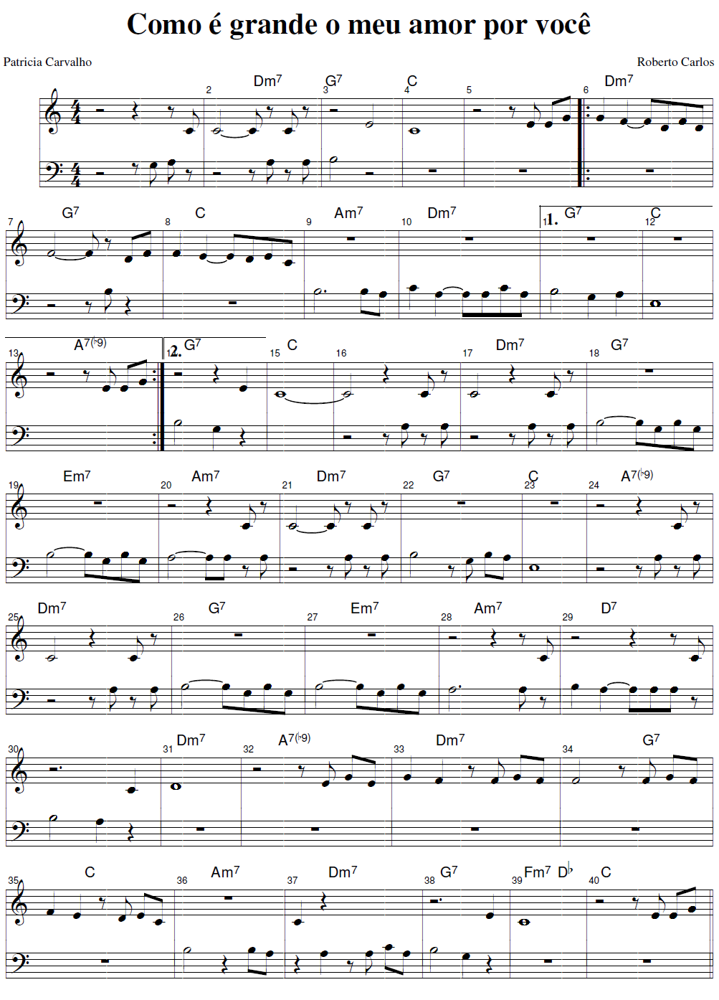 Como é grande o meu amor por você
Patricia Carvalho Roberto Carlos
Dm7 G7 C Dm7
2 3 4 5 6
4 4
4 4
G7 C Am7 Dm7 1. G7 C
7 8 9 10 11 12
A7(♭9) 2. G7 C Dm7 G7
13 14 15 16 17 18
Em7 Am7 Dm7 G7 C A7(♭9)
19 20 21 22 23 24
Dm7 G7 Em7 Am7 D7
25 26 27 28 29
Dm7 A7(♭9) Dm7 G7
30 31 32 33 34
C Am7 Dm7 G7 Fm7 D♭ C
35 36 37 38 39 40